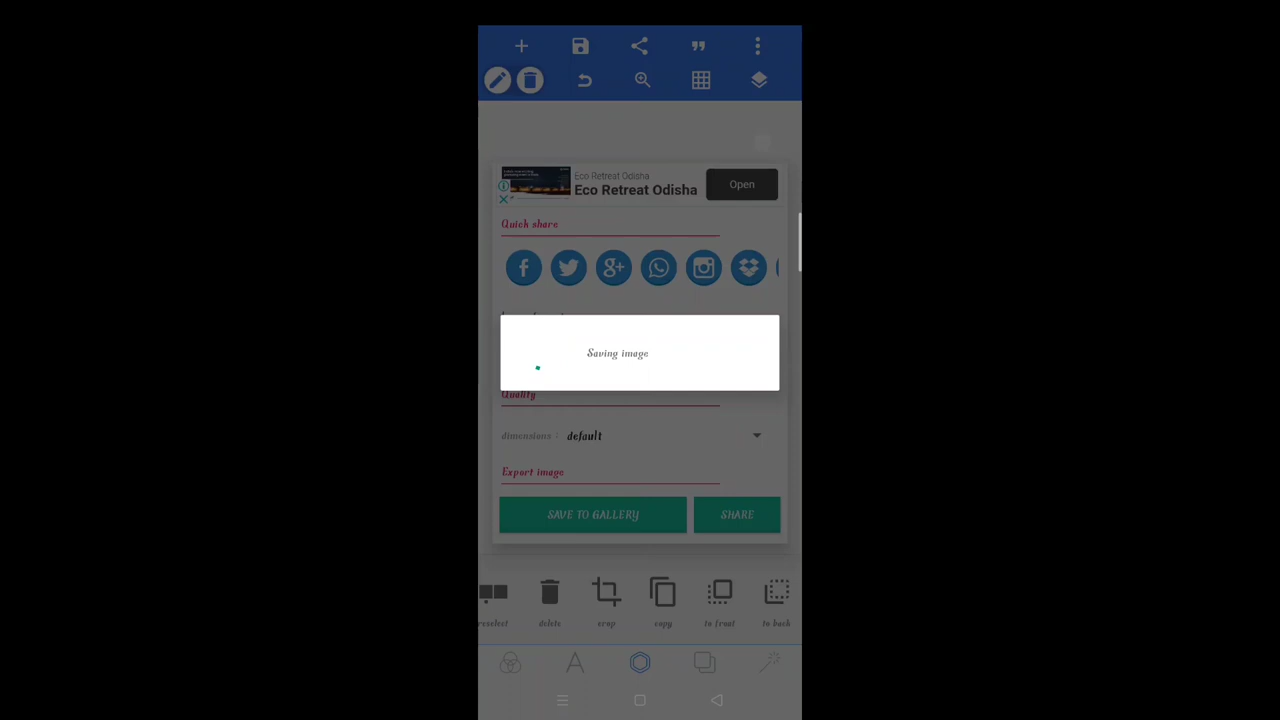 Eco Retreat Odisha
Eco Retreat Odisha
Open
Quick share
Saving image
Quality
dimensions : default
Export image
SAVE TO GALLERY
SHARE
reselect
delete
crop
copy
to front
to back